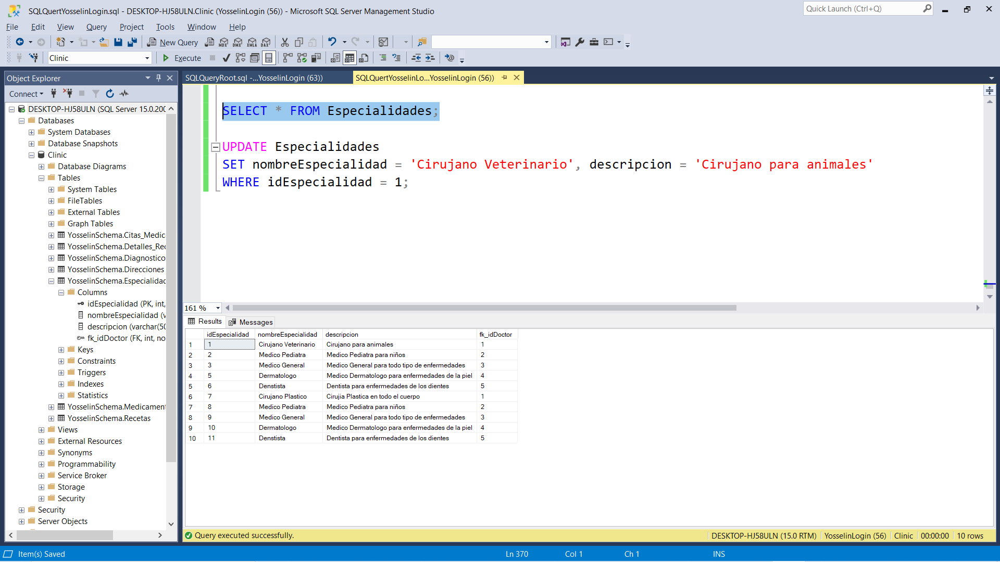 SQLQuertYosselinLogin.sql - DESKTOP-HJ58ULN.Clinic (YosselinLogin (56)) - Microsoft SQL Server Management Studio
Quick Launch (Ctrl+Q)
File Edit View Query Project Tools Window Help
New Query MDX DMX XMLA DAX
Clinic Execute
Object Explorer
SQLQueryRoot.sql -...YosselinLogin (63))
SQLQuertYosselinLo...YosselinLogin (56))
Connect
DESKTOP-HJ58ULN (SQL Server 15.0.200
Databases
System Databases
Database Snapshots
Clinic
Database Diagrams
Tables
System Tables
FileTables
External Tables
Graph Tables
YosselinSchema.Citas_Medic
YosselinSchema.Detalles_Rec
YosselinSchema.Diagnostico
YosselinSchema.Direcciones
YosselinSchema.Especialidad
Columns
idEspecialidad (PK, int,
nombreEspecialidad (v
descripcion (varchar(50
fk_idDoctor (FK, int, no
Keys
Constraints
Triggers
Indexes
Statistics
YosselinSchema.Medicament
YosselinSchema.Recetas
Views
External Resources
Synonyms
Programmability
Service Broker
Storage
Security
Security
Server Objects
SELECT * FROM Especialidades;
UPDATE Especialidades
SET nombreEspecialidad = 'Cirujano Veterinario', descripcion = 'Cirujano para animales'
WHERE idEspecialidad = 1;
161 %
Results Messages
idEspecialidad nombreEspecialidad descripcion fk_idDoctor
1 1 Cirujano Veterinario Cirujano para animales 1
2 2 Medico Pediatra Medico Pediatra para niños 2
3 3 Medico General Medico General para todo tipo de enfermedades 3
4 5 Dermatologo Medico Dermatologo para enfermedades de la piel 4
5 6 Denstista Dentista para enfermedades de los dientes 5
6 7 Cirujano Plastico Cirujia Plastica en todo el cuerpo 1
7 8 Medico Pediatra Medico Pediatra para niños 2
8 9 Medico General Medico General para todo tipo de enfermedades 3
9 10 Dermatologo Medico Dermatologo para enfermedades de la piel 4
10 11 Denstista Dentista para enfermedades de los dientes 5
Query executed successfully.
DESKTOP-HJ58ULN (15.0 RTM) YosselinLogin (56) Clinic 00:00:00 10 rows
Item(s) Saved Ln 370 Col 1 Ch 1 INS